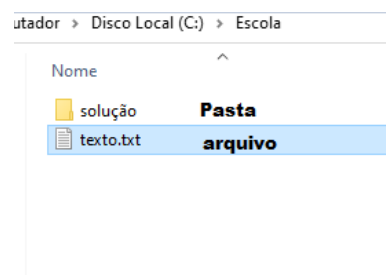 utador > Disco Local (C:) > Escola
Nome
solução Pasta
texto.txt arquivo